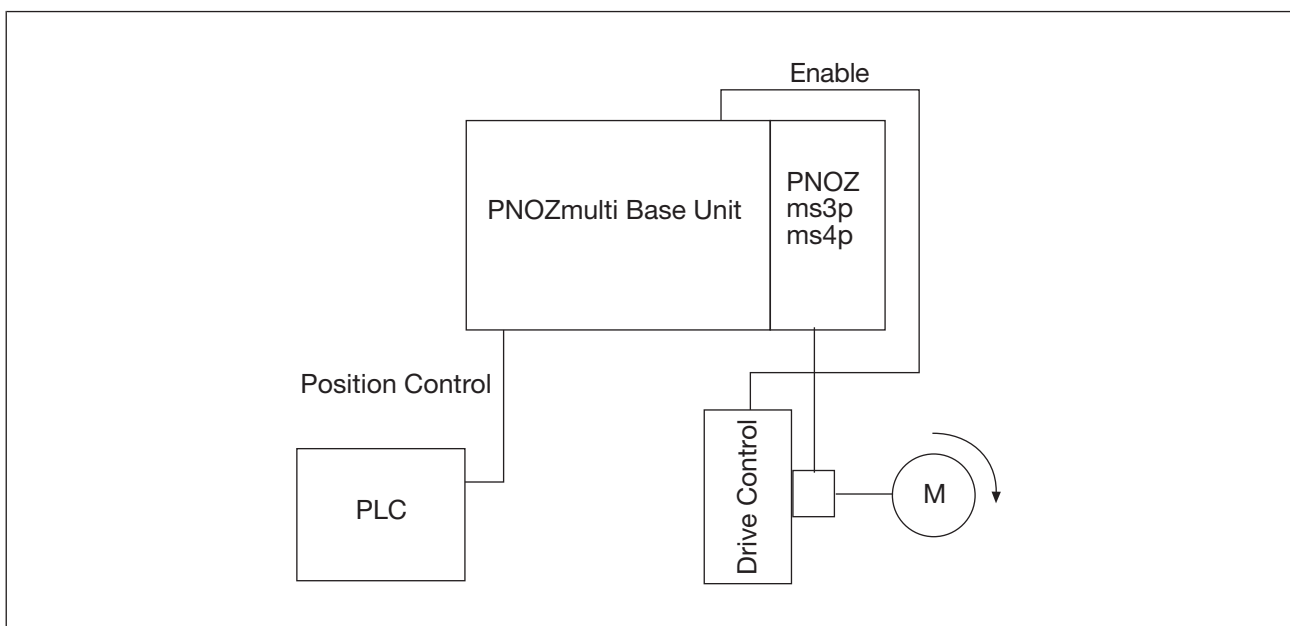 Enable
PNOZmulti Base Unit
PNOZ
ms3p
ms4p
Position Control
PLC
Drive Control
M